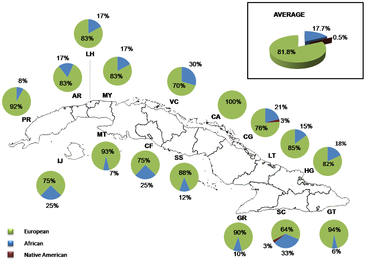 AVERAGE
17.7%
0.5%
81.8%
17%
LH
83%
17%
83%
AR
17%
83%
MY
30%
70%
VC
8%
92%
PR
100%
CA
21%
76%
3%
CG
15%
85%
LT
18%
82%
HG
MT
93%
7%
CF
75%
25%
SS
88%
12%
IJ
75%
25%
GR
90%
10%
SC
64%
3%
33%
GT
94%
6%
European
African
Native American